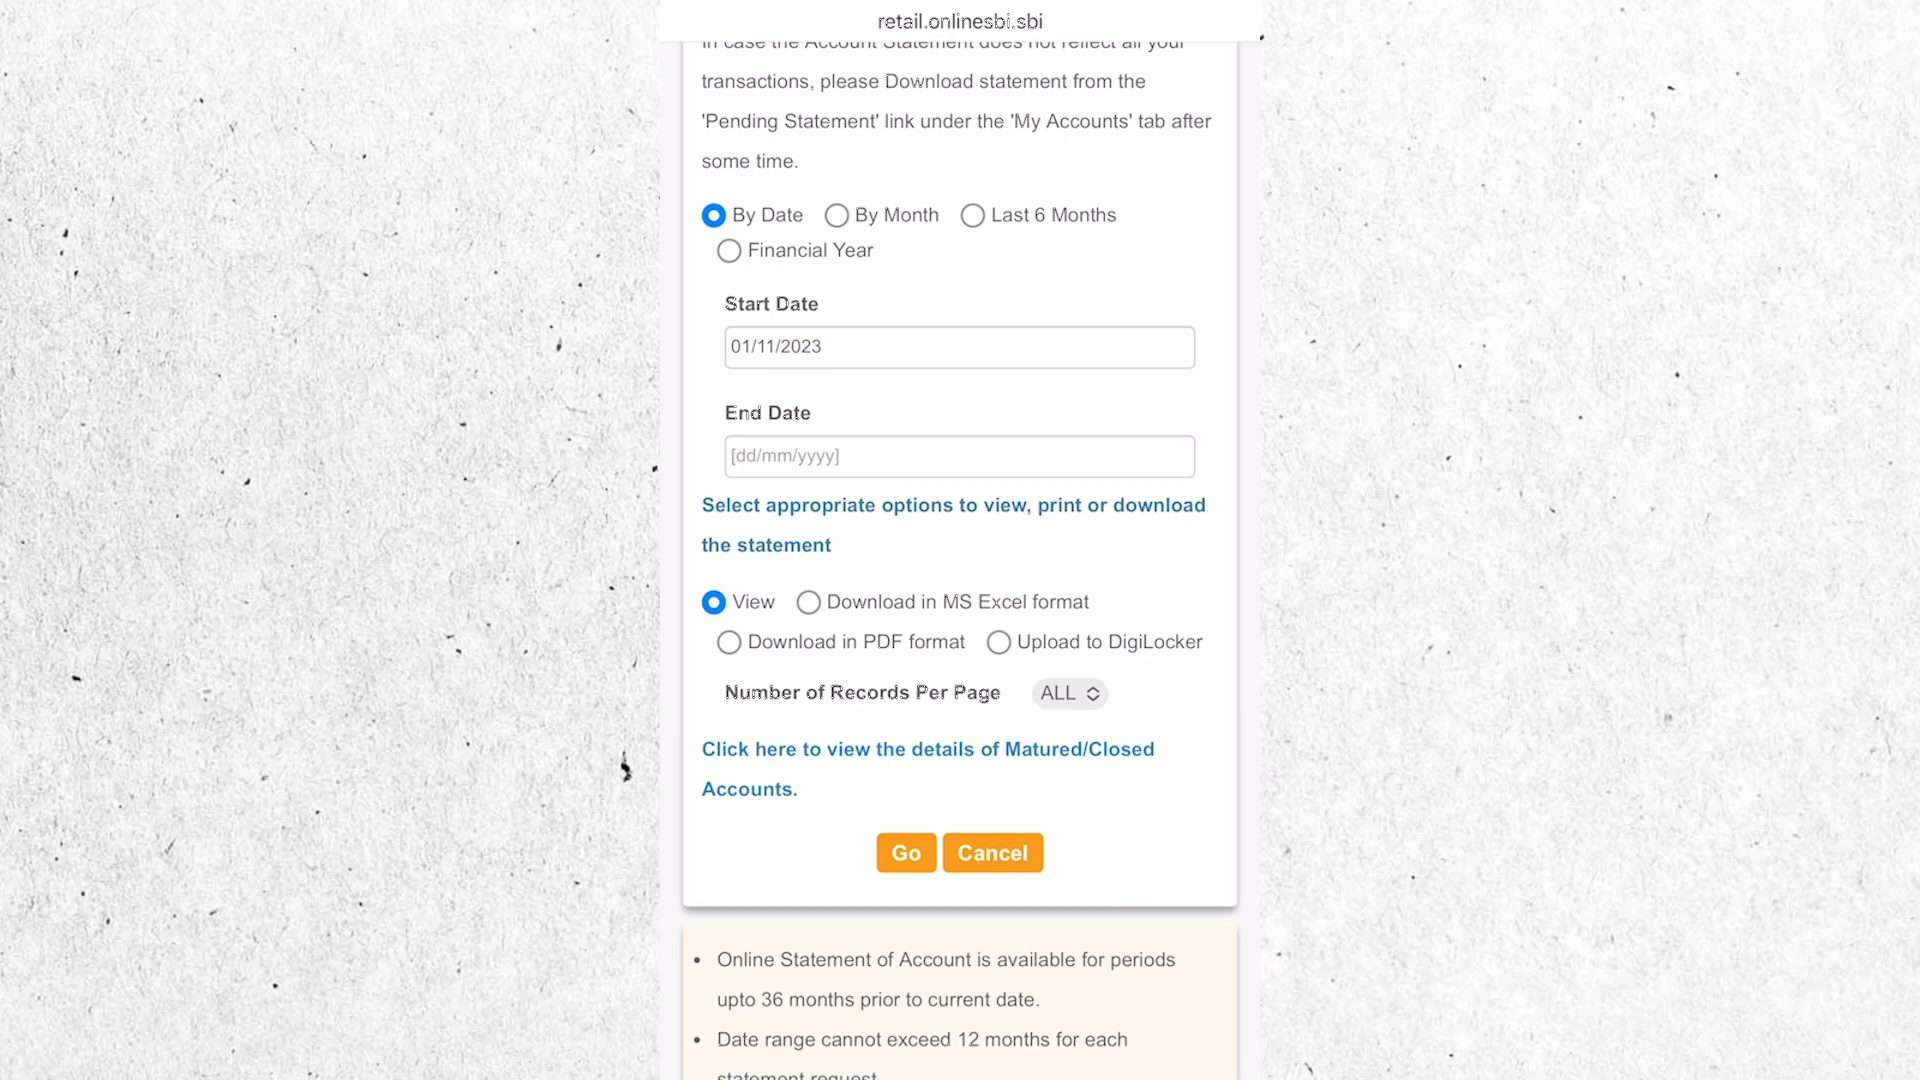 retail.onlinesbi.sbi
In case the Account Statement does not reflect all your
transactions, please Download statement from the
'Pending Statement' link under the 'My Accounts' tab after
some time.
By Date By Month Last 6 Months
Financial Year
Start Date
01/11/2023
End Date
[dd/mm/yyyy]
Select appropriate options to view, print or download
the statement
View Download in MS Excel format
Download in PDF format Upload to DigiLocker
Number of Records Per Page ALL
Click here to view the details of Matured/Closed
Accounts.
Go Cancel
• Online Statement of Account is available for periods
upto 36 months prior to current date.
• Date range cannot exceed 12 months for each
statement request.